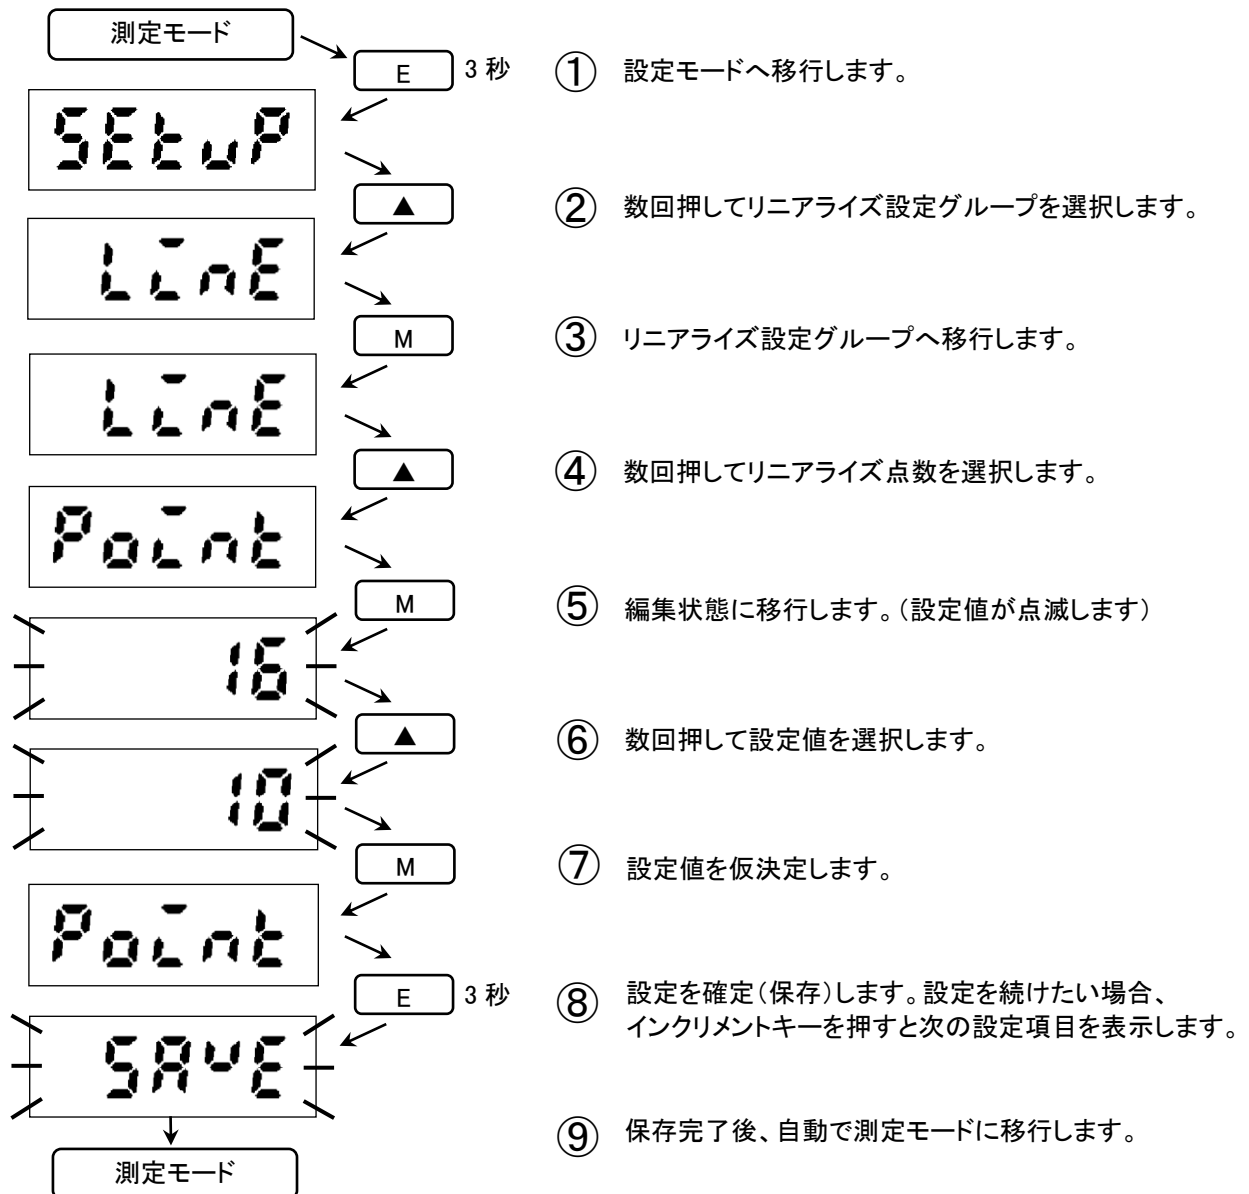 測定モード
E 3 秒 ① 設定モードへ移行します。
SEtuP
▲ ② 数回押してリニアライズ設定グループを選択します。
LinE
M ③ リニアライズ設定グループへ移行します。
LinE
▲ ④ 数回押してリニアライズ点数を選択します。
Point
M ⑤ 編集状態に移行します。(設定値が点滅します)
16
▲ ⑥ 数回押して設定値を選択します。
10
M ⑦ 設定値を仮決定します。
Point
E 3 秒 ⑧ 設定を確定(保存)します。設定を続けたい場合、
インクリメントキーを押すと次の設定項目を表示します。
SAvE
⑨ 保存完了後、自動で測定モードに移行します。
測定モード